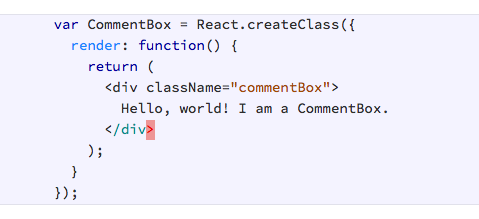 var CommentBox = React.createClass({
  render: function() {
    return (
      <div className="commentBox">
        Hello, world! I am a CommentBox.
      </div>
    );
  }
});